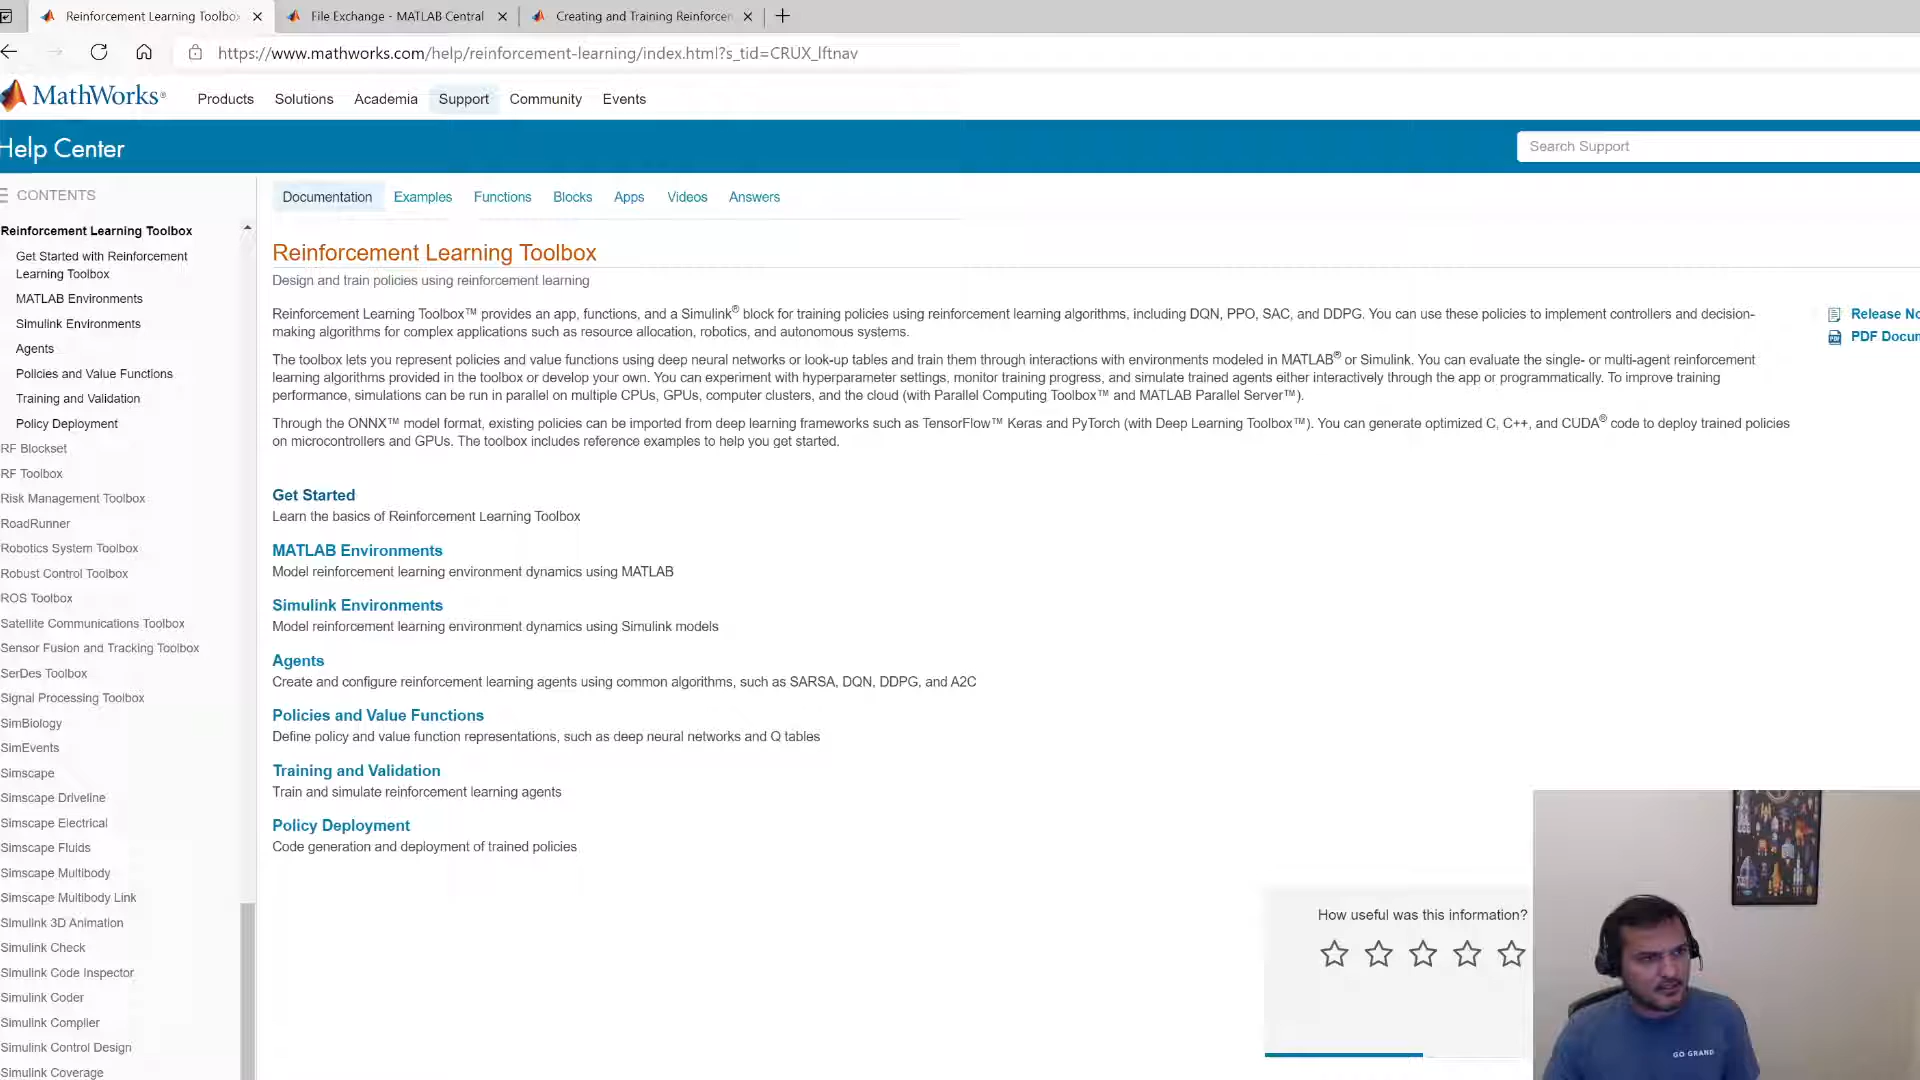 Reinforcement Learning Toolbo
File Exchange - MATLAB Central
Creating and Training Reinforcem
https://www.mathworks.com/help/reinforcement-learning/index.html?s_tid=CRUX_lftnav
MathWorks®
Products
Solutions
Academia
Support
Community
Events
Help Center
Search Support
CONTENTS
Reinforcement Learning Toolbox
Get Started with Reinforcement
Learning Toolbox
MATLAB Environments
Simulink Environments
Agents
Policies and Value Functions
Training and Validation
Policy Deployment
RF Blockset
RF Toolbox
Risk Management Toolbox
RoadRunner
Robotics System Toolbox
Robust Control Toolbox
ROS Toolbox
Satellite Communications Toolbox
Sensor Fusion and Tracking Toolbox
SerDes Toolbox
Signal Processing Toolbox
SimBiology
SimEvents
Simscape
Simscape Driveline
Simscape Electrical
Simscape Fluids
Simscape Multibody
Simscape Multibody Link
Simulink 3D Animation
Simulink Check
Simulink Code Inspector
Simulink Coder
Simulink Compiler
Simulink Control Design
Simulink Coverage
Documentation
Examples
Functions
Blocks
Apps
Videos
Answers
Reinforcement Learning Toolbox
Design and train policies using reinforcement learning
Reinforcement Learning Toolbox™ provides an app, functions, and a Simulink® block for training policies using reinforcement learning algorithms, including DQN, PPO, SAC, and DDPG. You can use these policies to implement controllers and decision-
making algorithms for complex applications such as resource allocation, robotics, and autonomous systems.
The toolbox lets you represent policies and value functions using deep neural networks or look-up tables and train them through interactions with environments modeled in MATLAB® or Simulink. You can evaluate the single- or multi-agent reinforcement
learning algorithms provided in the toolbox or develop your own. You can experiment with hyperparameter settings, monitor training progress, and simulate trained agents either interactively through the app or programmatically. To improve training
performance, simulations can be run in parallel on multiple CPUs, GPUs, computer clusters, and the cloud (with Parallel Computing Toolbox™ and MATLAB Parallel Server™).
Through the ONNX™ model format, existing policies can be imported from deep learning frameworks such as TensorFlow™ Keras and PyTorch (with Deep Learning Toolbox™). You can generate optimized C, C++, and CUDA® code to deploy trained policies
on microcontrollers and GPUs. The toolbox includes reference examples to help you get started.
Release No
PDF Docum
Get Started
Learn the basics of Reinforcement Learning Toolbox
MATLAB Environments
Model reinforcement learning environment dynamics using MATLAB
Simulink Environments
Model reinforcement learning environment dynamics using Simulink models
Agents
Create and configure reinforcement learning agents using common algorithms, such as SARSA, DQN, DDPG, and A2C
Policies and Value Functions
Define policy and value function representations, such as deep neural networks and Q tables
Training and Validation
Train and simulate reinforcement learning agents
Policy Deployment
Code generation and deployment of trained policies
How useful was this information?
GO GRAND